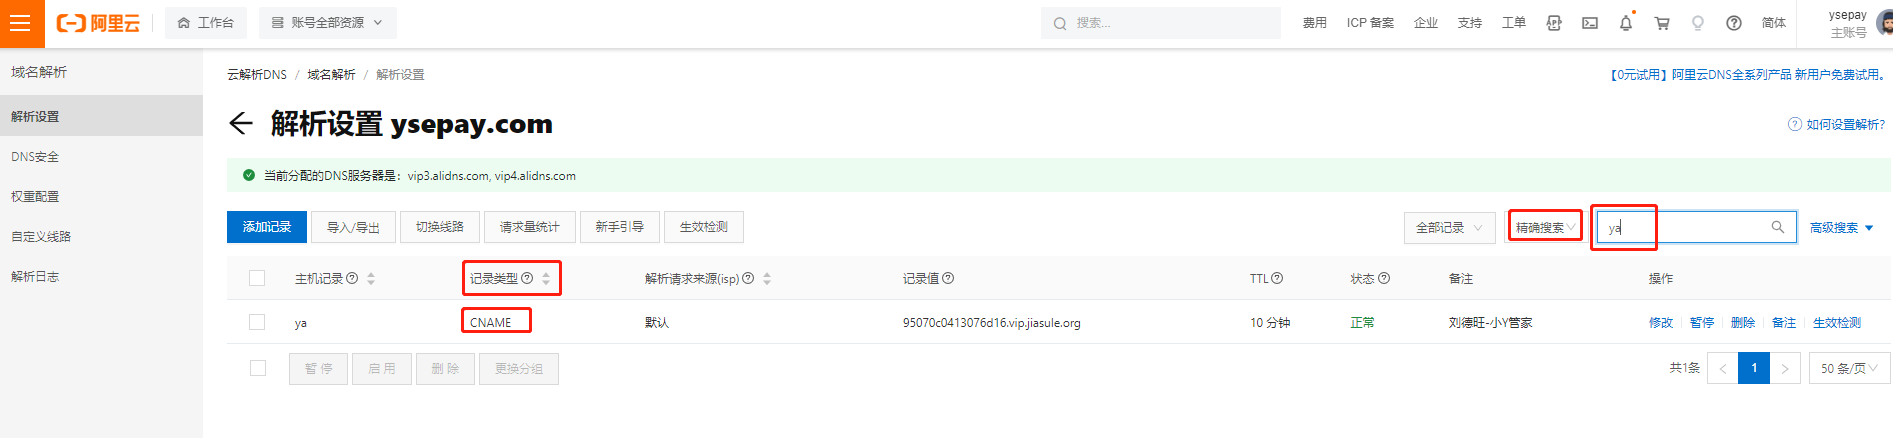 阿里云 工作台 账号全部资源 搜索... 费用 ICP 备案 企业 支持 工单 简体 ysepay
主账号
域名解析
解析设置
DNS安全
权重配置
自定义线路
解析日志
云解析DNS / 域名解析 / 解析设置 【0元试用】阿里云DNS全系列产品 新用户免费试用。
解析设置 ysepay.com 如何设置解析?
当前分配的DNS服务器是: vip3.alidns.com, vip4.alidns.com
添加记录 导入/导出 切换线路 请求量统计 新手引导 生效检测 全部记录 精确搜索 ya 高级搜索
主机记录 记录类型 解析请求来源(isp) 记录值 TTL 状态 备注 操作
ya CNAME 默认 95070c0413076d16.vip.jiasule.org 10 分钟 正常 刘德旺-小Y管家 修改 暂停 删除 备注 生效检测
暂停 启用 删除 更换分组 共1条 < 1 > 50 条/页